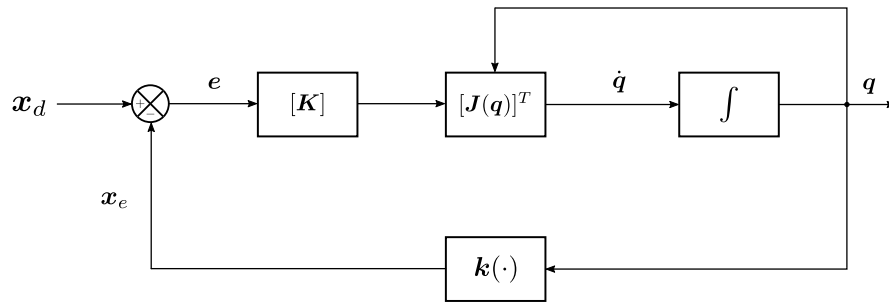 x_d
+
−
e
[K]
[J(q)]^T
q̇
∫
q
x_e
k(·)